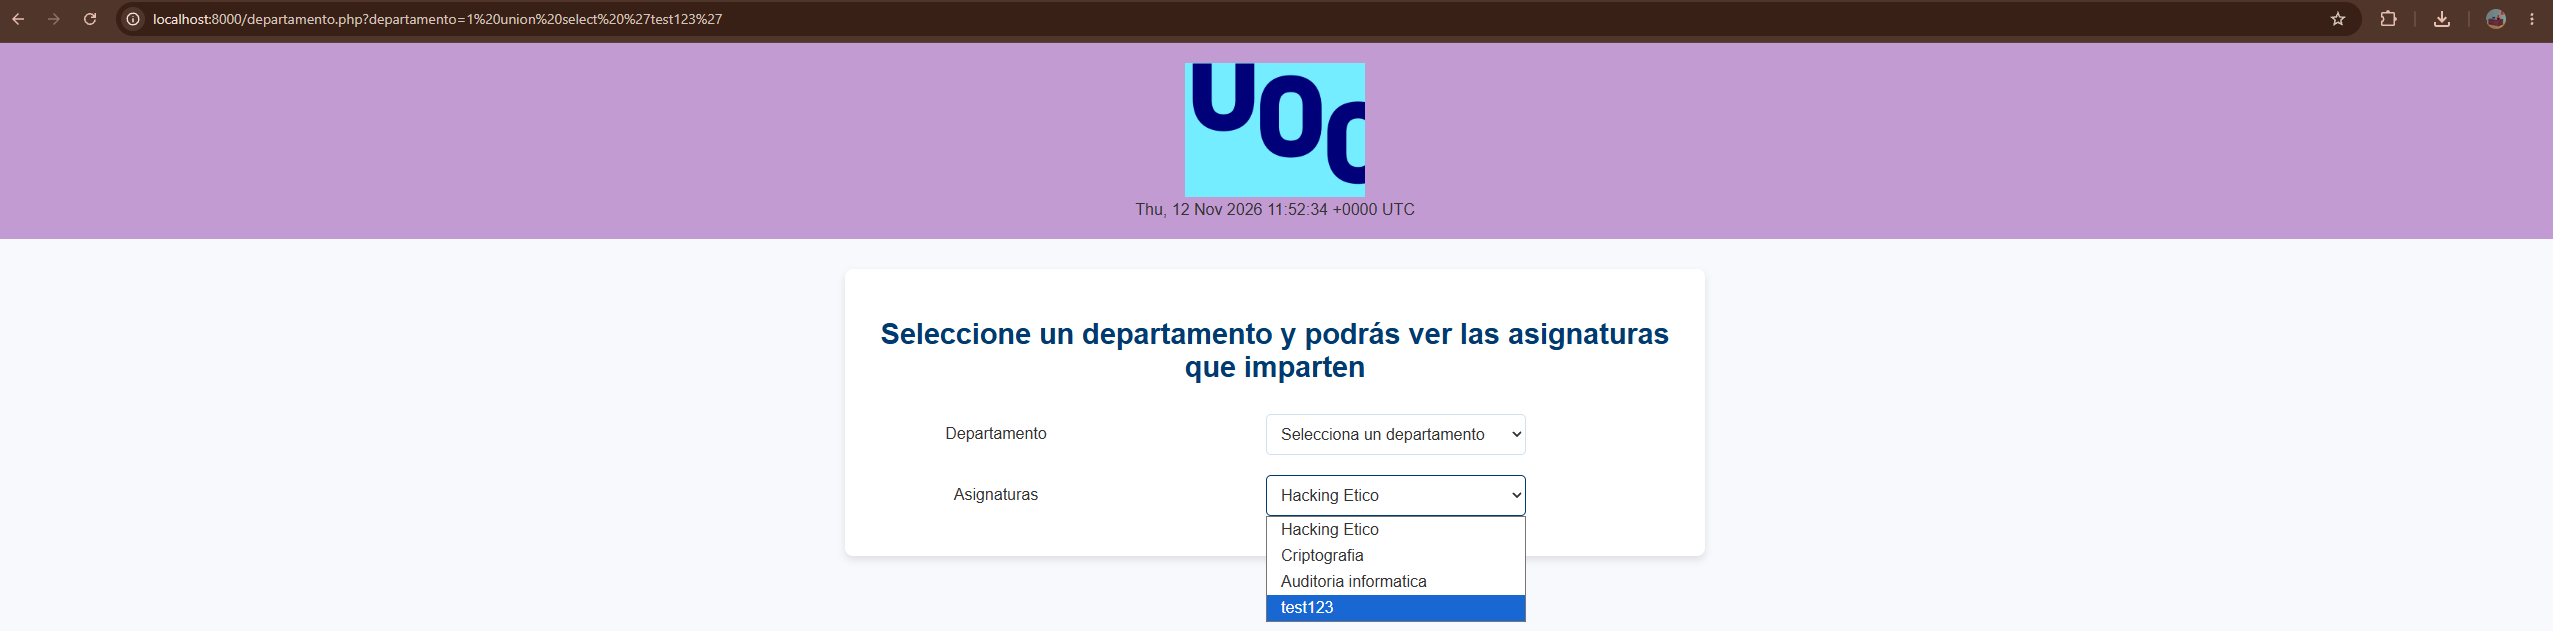 localhost:8000/departamento.php?departamento=1%20union%20select%20%27test123%27
UOC
Thu, 12 Nov 2026 11:52:34 +0000 UTC
Seleccione un departamento y podrás ver las asignaturas
que imparten
Departamento
Selecciona un departamento
Asignaturas
Hacking Etico
Hacking Etico
Criptografia
Auditoria informatica
test123